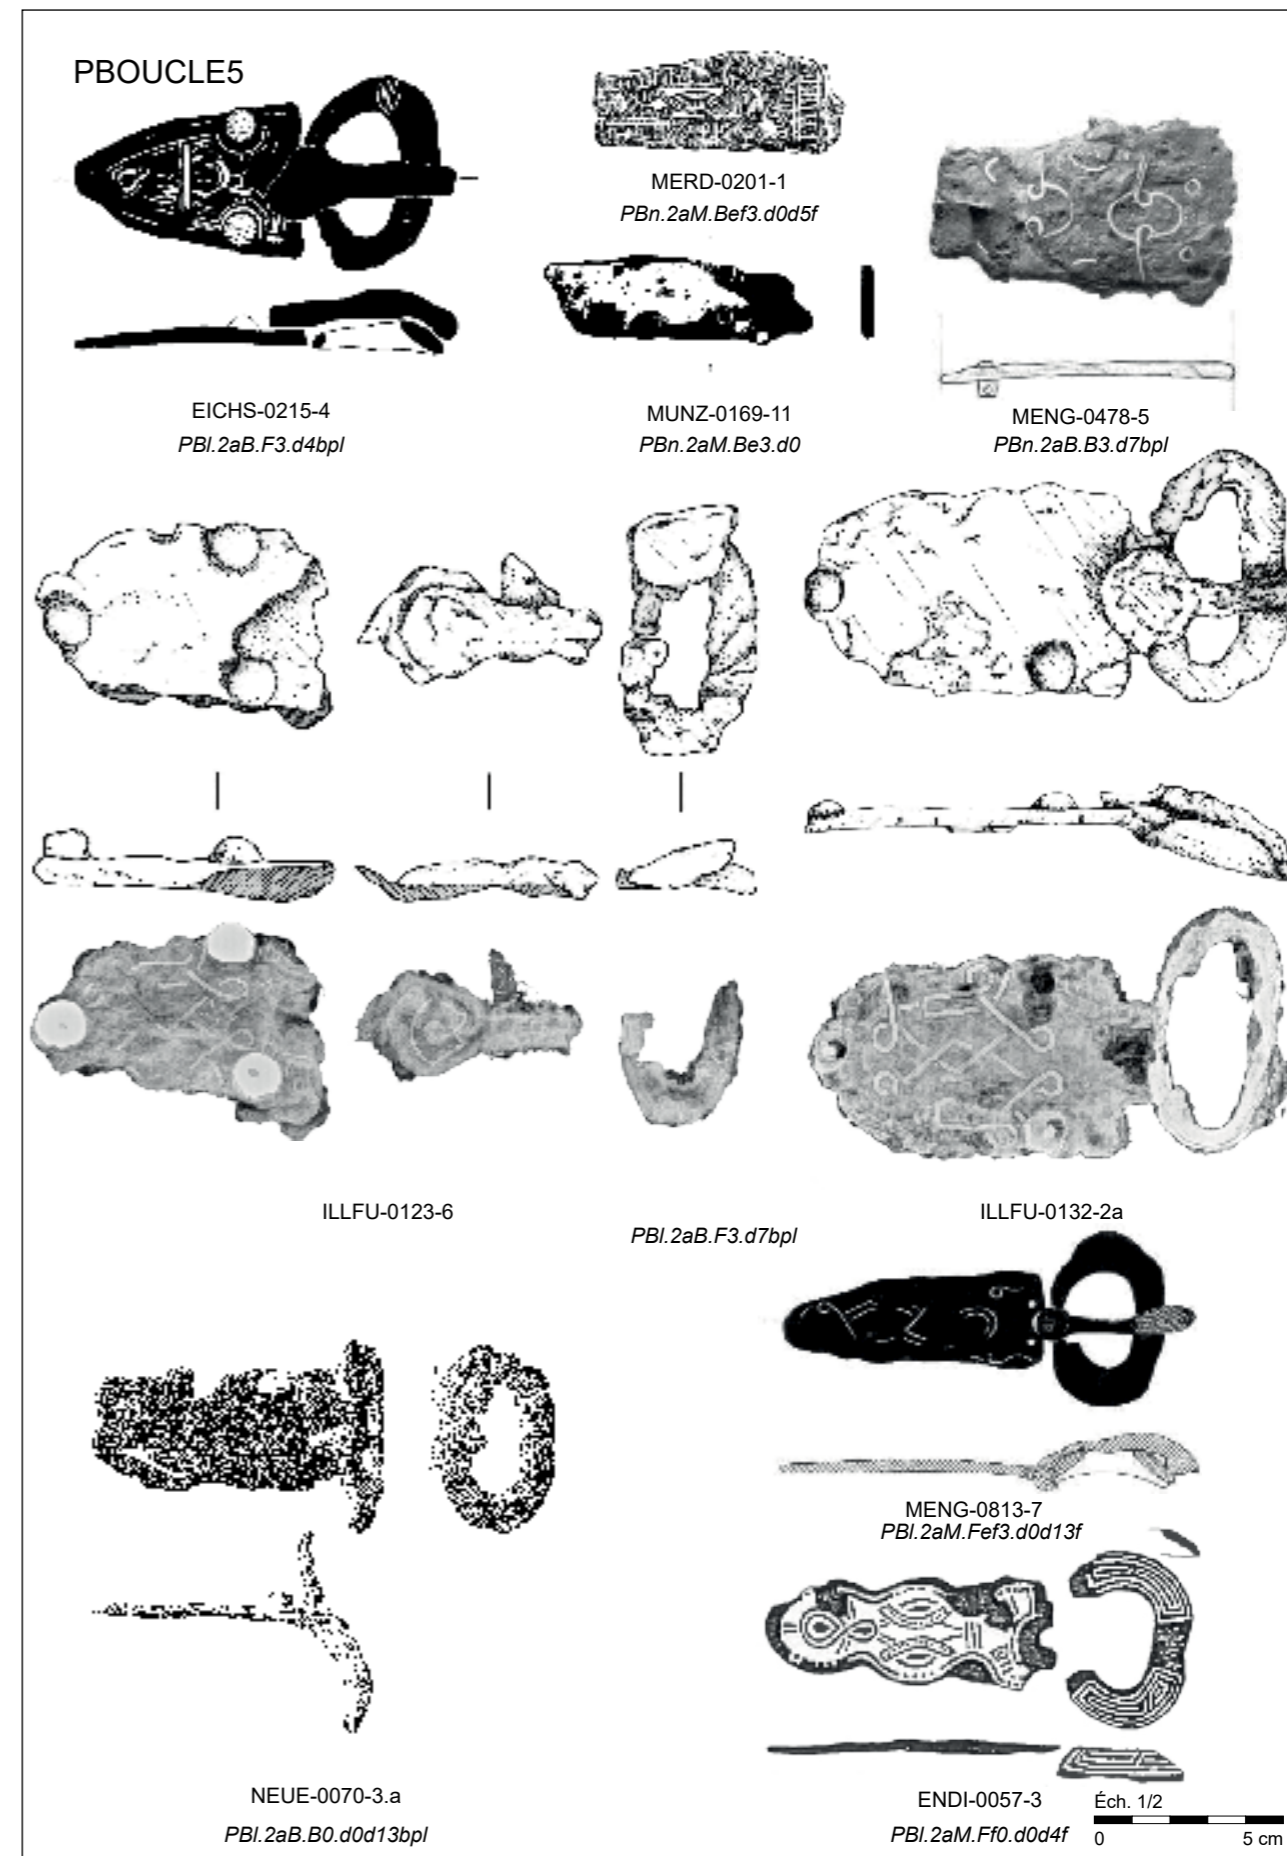 PBOUCLE5
MERD-0201-1
PBn.2aM.Bef3.d0d5f
EICHS-0215-4
PBl.2aB.F3.d4bpl
MUNZ-0169-11
PBn.2aM.Be3.d0
MENG-0478-5
PBn.2aB.B3.d7bpl
ILLFU-0123-6
ILLFU-0132-2a
PBl.2aB.F3.d7bpl
MENG-0813-7
PBl.2aM.Fef3.d0d13f
NEUE-0070-3.a
PBl.2aB.B0.d0d13bpl
ENDI-0057-3
PBl.2aM.Ff0.d0d4f
Éch. 1/2
0 5 cm